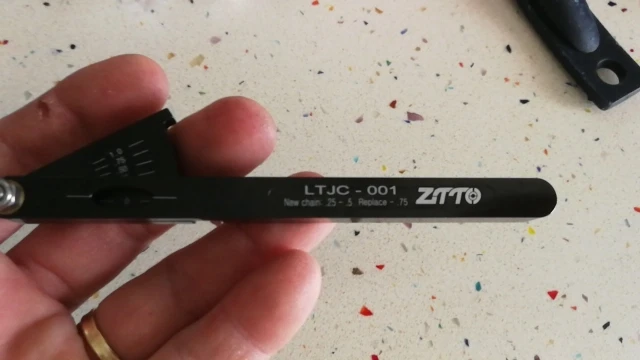 LTJC - 001
New chain: .25 - .5 Replace - .75
ZTTO